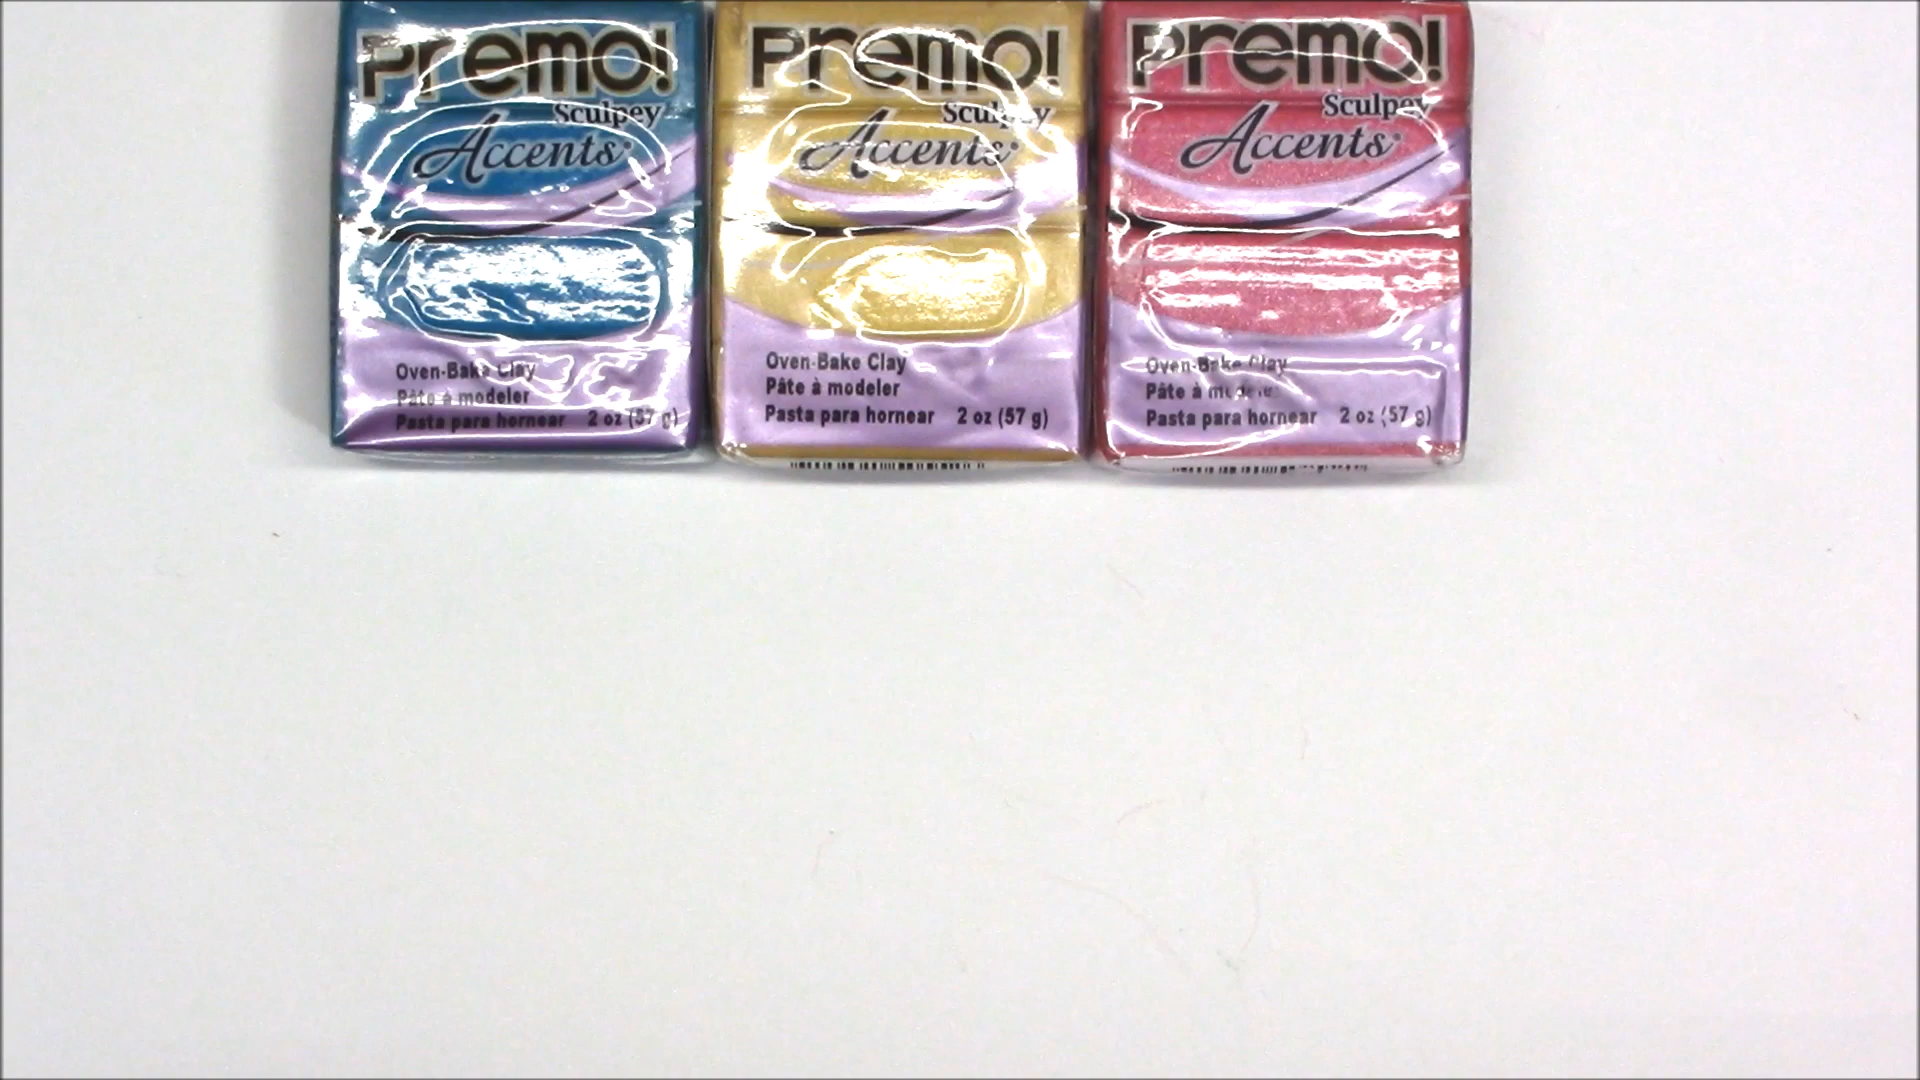 Premo!
Sculpey
Accents®
Oven-Bake Clay
Pâte à modeler
Pasta para hornear 2 oz (57 g)
Premo!
Sculpey
Accents®
Oven-Bake Clay
Pâte à modeler
Pasta para hornear 2 oz (57 g)
Premo!
Sculpey
Accents®
Oven-Bake Clay
Pâte à modeler
Pasta para hornear 2 oz (57 g)